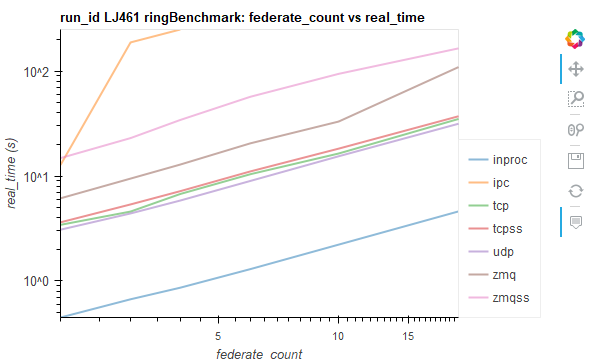 run_id LJ461 ringBenchmark: federate_count vs real_time
real_time (s)
10^2
10^1
10^0
5
10
15
federate_count
inproc
ipc
tcp
tcpss
udp
zmq
zmqss